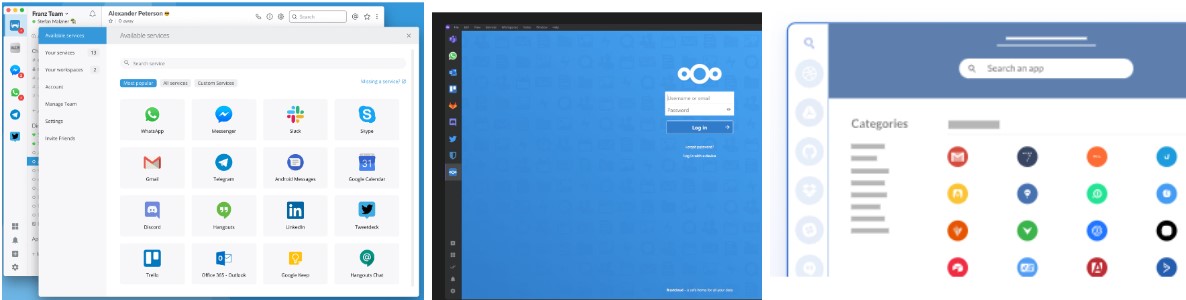 Franz Team
Stefan Malzner
Alexander Peterson
Search
Available services
Your services 13
Your workspaces 2
Account
Manage Team
Settings
Invite Friends
Available services
Search service
Most popular All services Custom Services Missing a service?
WhatsApp Messenger Slack Skype
Gmail Telegram Android Messages Google Calendar
31
Discord Hangouts LinkedIn Tweetdeck
Trello Office 365 - Outlook Google Keep Hangouts Chat
Username or email
Password
Log in
Forgot password?
Log in with a device
Search an app
Categories